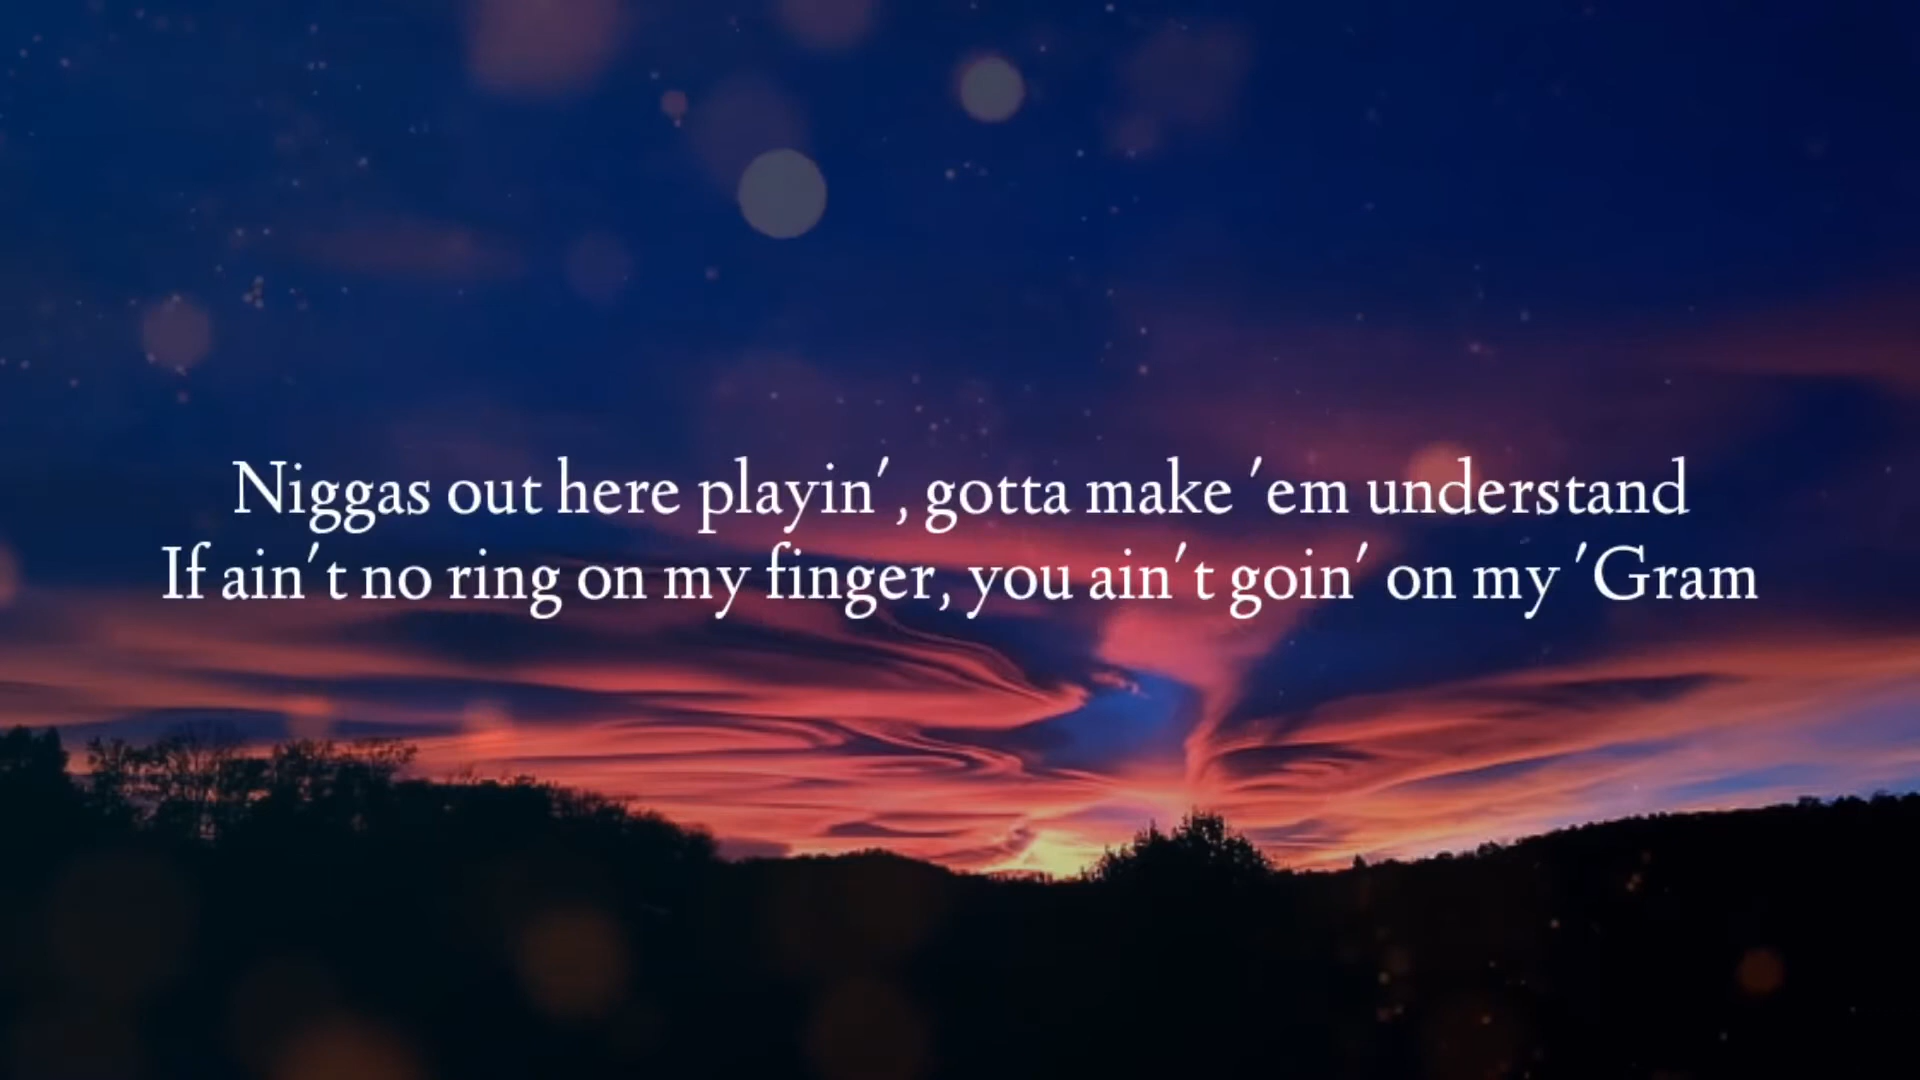 Niggas out here playin', gotta make 'em understand
If ain't no ring on my finger, you ain't goin' on my 'Gram